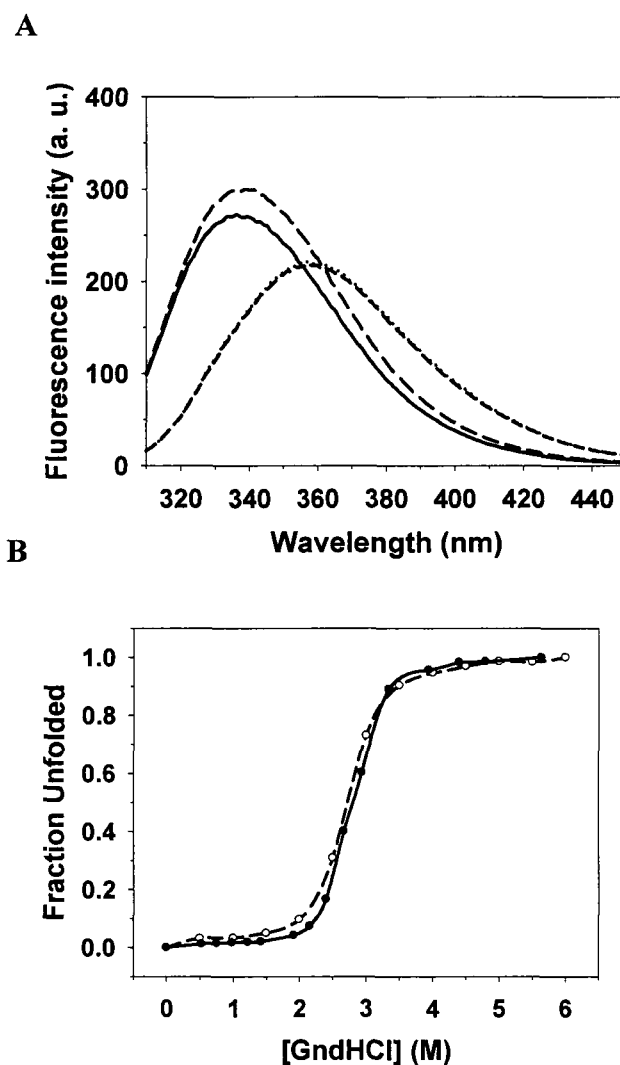 A
Fluorescence intensity (a. u.)
400
300
200
100
0
320 340 360 380 400 420 440
Wavelength (nm)
B
Fraction Unfolded
1.0
0.8
0.6
0.4
0.2
0.0
0 1 2 3 4 5 6
[GndHCl] (M)